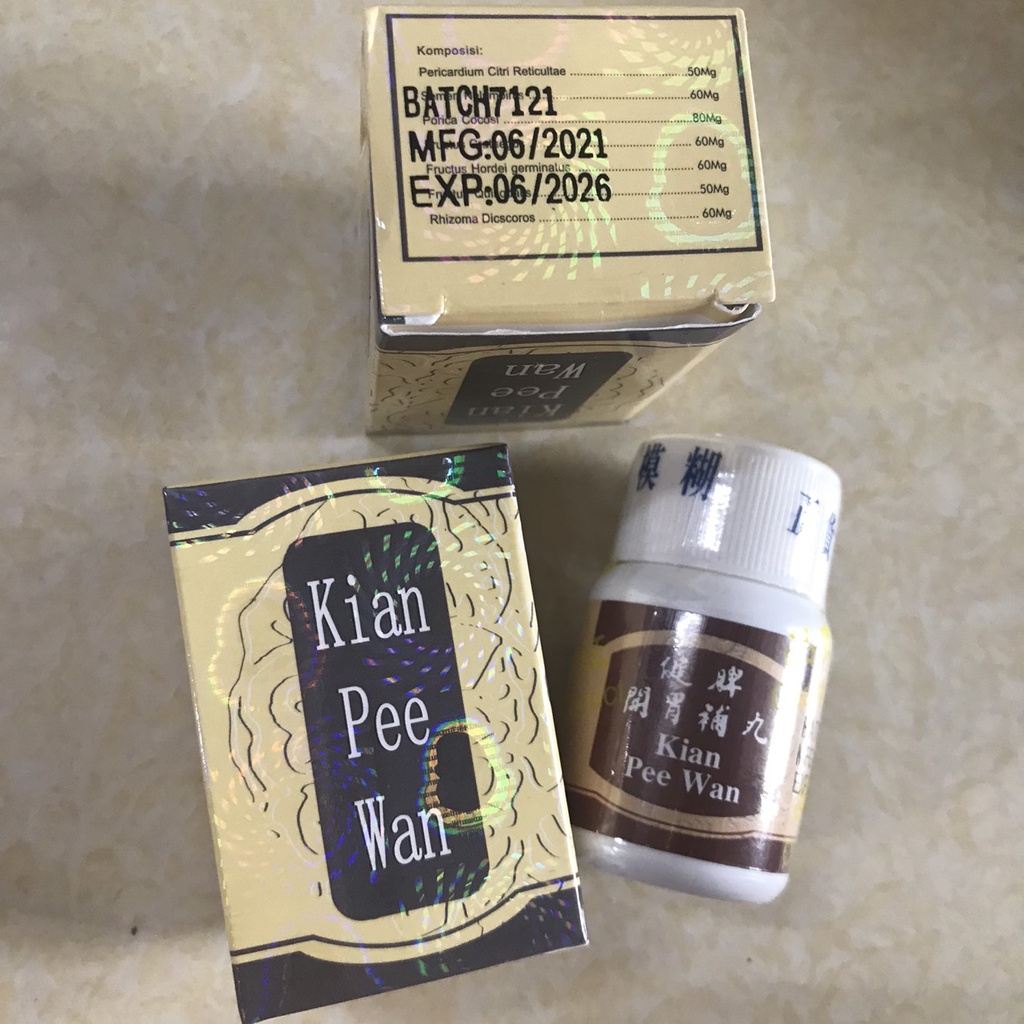 Komposisi:
Pericardium Citri Reticultae ........ 50Mg
60Mg
BATCH7121
Porica Cocosi ........ 80Mg
MFG:06/2021
60Mg
Fructus Hordei germinatus ........ 60Mg
EXP:06/2026
50Mg
Rhizoma Dicscoros ........ 60Mg
Kian
Pee
Wan
Kian
Pee
Wan
模糊
健脾
開胃補丸
Kian
Pee Wan